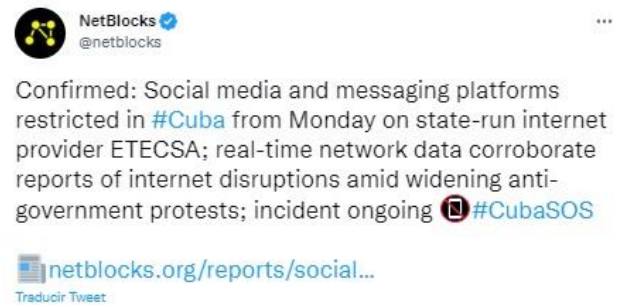 NetBlocks
@netblocks
Confirmed: Social media and messaging platforms
restricted in #Cuba from Monday on state-run internet
provider ETECSA; real-time network data corroborate
reports of internet disruptions amid widening anti-
government protests; incident ongoing 📵#CubaSOS
📰netblocks.org/reports/social...
Traducir Tweet